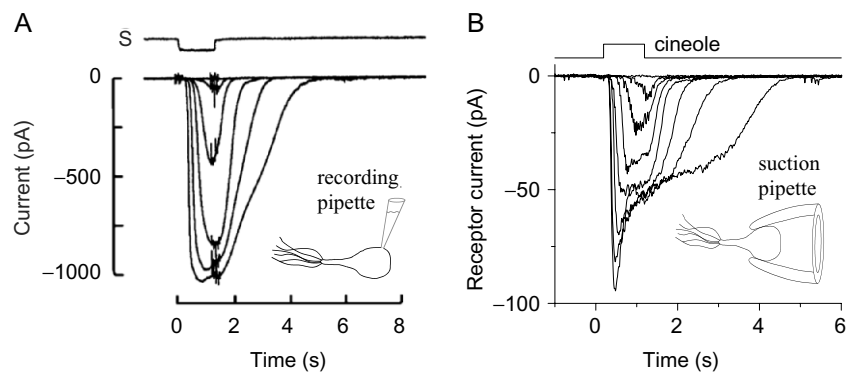 A
S
0
−500
−1000
Current (pA)
recording
pipette
0 2 4 6 8
Time (s)
B
cineole
0
−50
−100
Receptor current (pA)
suction
pipette
0 2 4 6
Time (s)